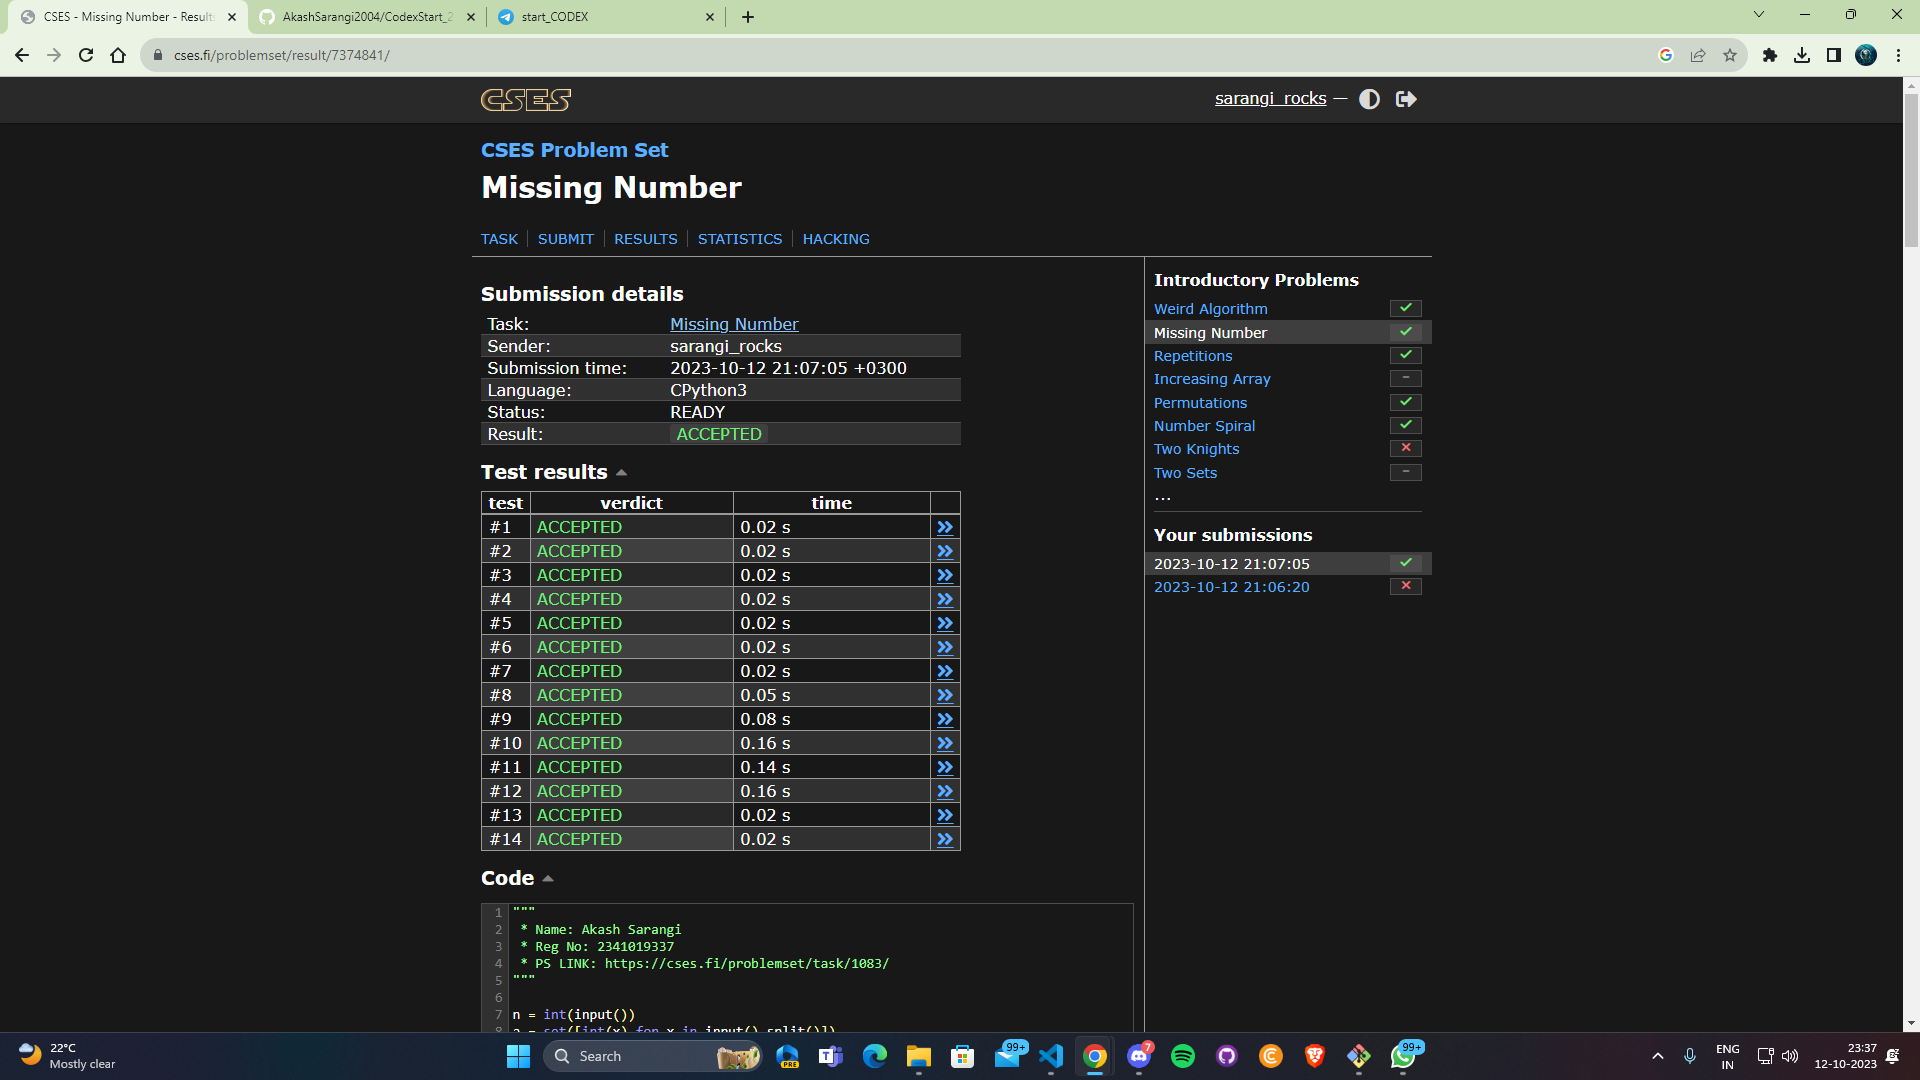 CSES - Missing Number - Results
AkashSarangi2004/CodexStart_2
start_CODEX
cses.fi/problemset/result/7374841/
CSES
sarangi_rocks —
CSES Problem Set
Missing Number
TASK | SUBMIT | RESULTS | STATISTICS | HACKING
Submission details
Task: Missing Number
Sender: sarangi_rocks
Submission time: 2023-10-12 21:07:05 +0300
Language: CPython3
Status: READY
Result: ACCEPTED
Test results
test verdict time
#1 ACCEPTED 0.02 s »
#2 ACCEPTED 0.02 s »
#3 ACCEPTED 0.02 s »
#4 ACCEPTED 0.02 s »
#5 ACCEPTED 0.02 s »
#6 ACCEPTED 0.02 s »
#7 ACCEPTED 0.02 s »
#8 ACCEPTED 0.05 s »
#9 ACCEPTED 0.08 s »
#10 ACCEPTED 0.16 s »
#11 ACCEPTED 0.14 s »
#12 ACCEPTED 0.16 s »
#13 ACCEPTED 0.02 s »
#14 ACCEPTED 0.02 s »
Code
1 """
2 * Name: Akash Sarangi
3 * Reg No: 2341019337
4 * PS LINK: https://cses.fi/problemset/task/1083/
5 """
6
7 n = int(input())
8 a = set([int(x) for x in input().split()])
Introductory Problems
Weird Algorithm
Missing Number
Repetitions
Increasing Array
Permutations
Number Spiral
Two Knights
Two Sets
...
Your submissions
2023-10-12 21:07:05
2023-10-12 21:06:20
22°C
Mostly clear
Search
PRE
99+
7
99+
ENG
IN
23:37
12-10-2023